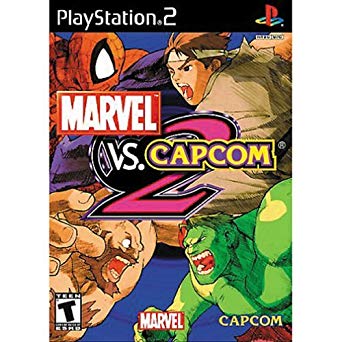 PlayStation®2
MARVEL®
VS. CAPCOM®
2
TEEN
T
ESRB
MARVEL
CAPCOM